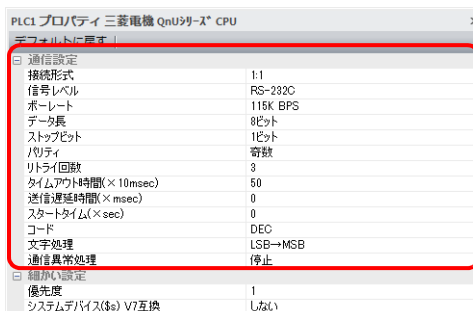 PLC1 プロパティ 三菱電機 QnUｼﾘｰｽﾞ CPU
デフォルトに戻す
通信設定
接続形式 1:1
信号レベル RS-232C
ボーレート 115K BPS
データ長 8ビット
ストップビット 1ビット
パリティ 奇数
リトライ回数 3
タイムアウト時間(×10msec) 50
送信遅延時間(×msec) 0
スタートタイム(×sec) 0
コード DEC
文字処理 LSB→MSB
通信異常処理 停止
細かい設定
優先度 1
システムデバイス($s) V7互換 しない